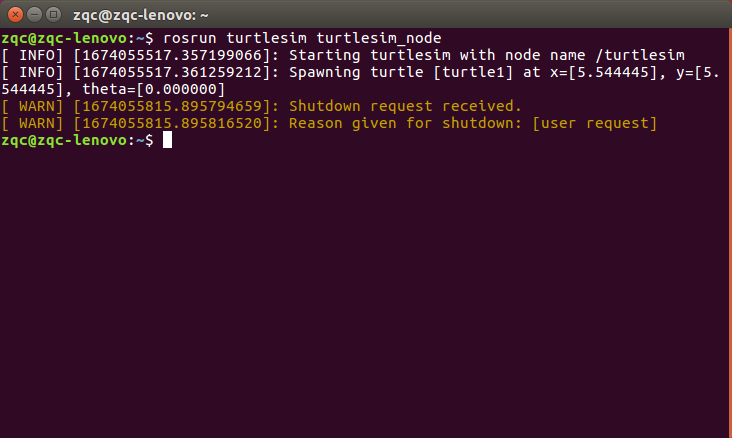 zqc@zqc-lenovo: ~
zqc@zqc-lenovo:~$ rosrun turtlesim turtlesim_node
[ INFO] [1674055517.357199066]: Starting turtlesim with node name /turtlesim
[ INFO] [1674055517.361259212]: Spawning turtle [turtle1] at x=[5.544445], y=[5.
544445], theta=[0.000000]
[ WARN] [1674055815.895794659]: Shutdown request received.
[ WARN] [1674055815.895816520]: Reason given for shutdown: [user request]
zqc@zqc-lenovo:~$